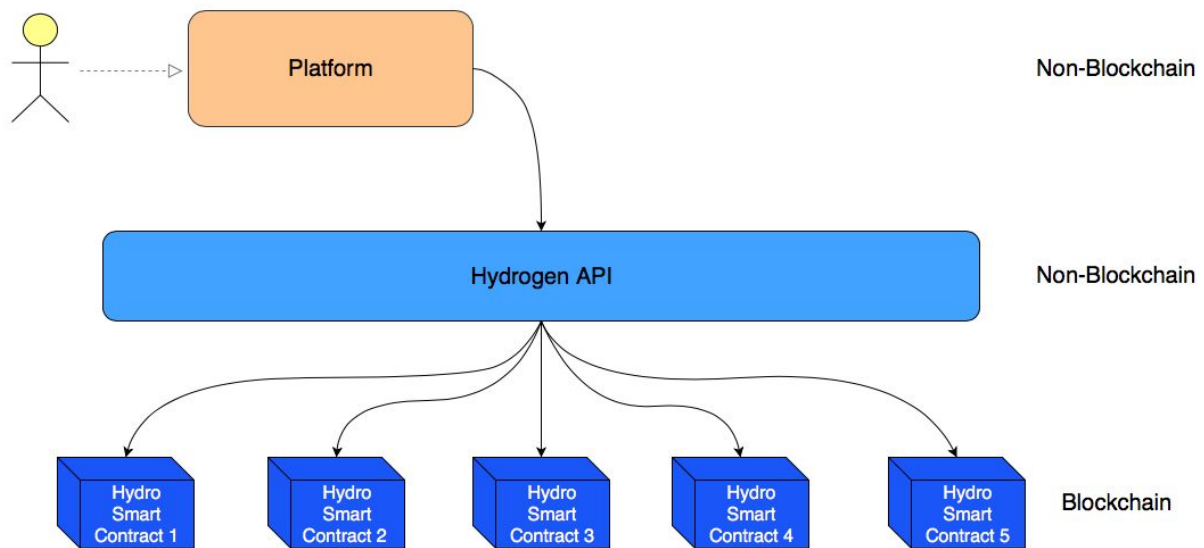 Platform
Non-Blockchain
Hydrogen API
Non-Blockchain
Hydro
Smart
Contract 1
Hydro
Smart
Contract 2
Hydro
Smart
Contract 3
Hydro
Smart
Contract 4
Hydro
Smart
Contract 5
Blockchain